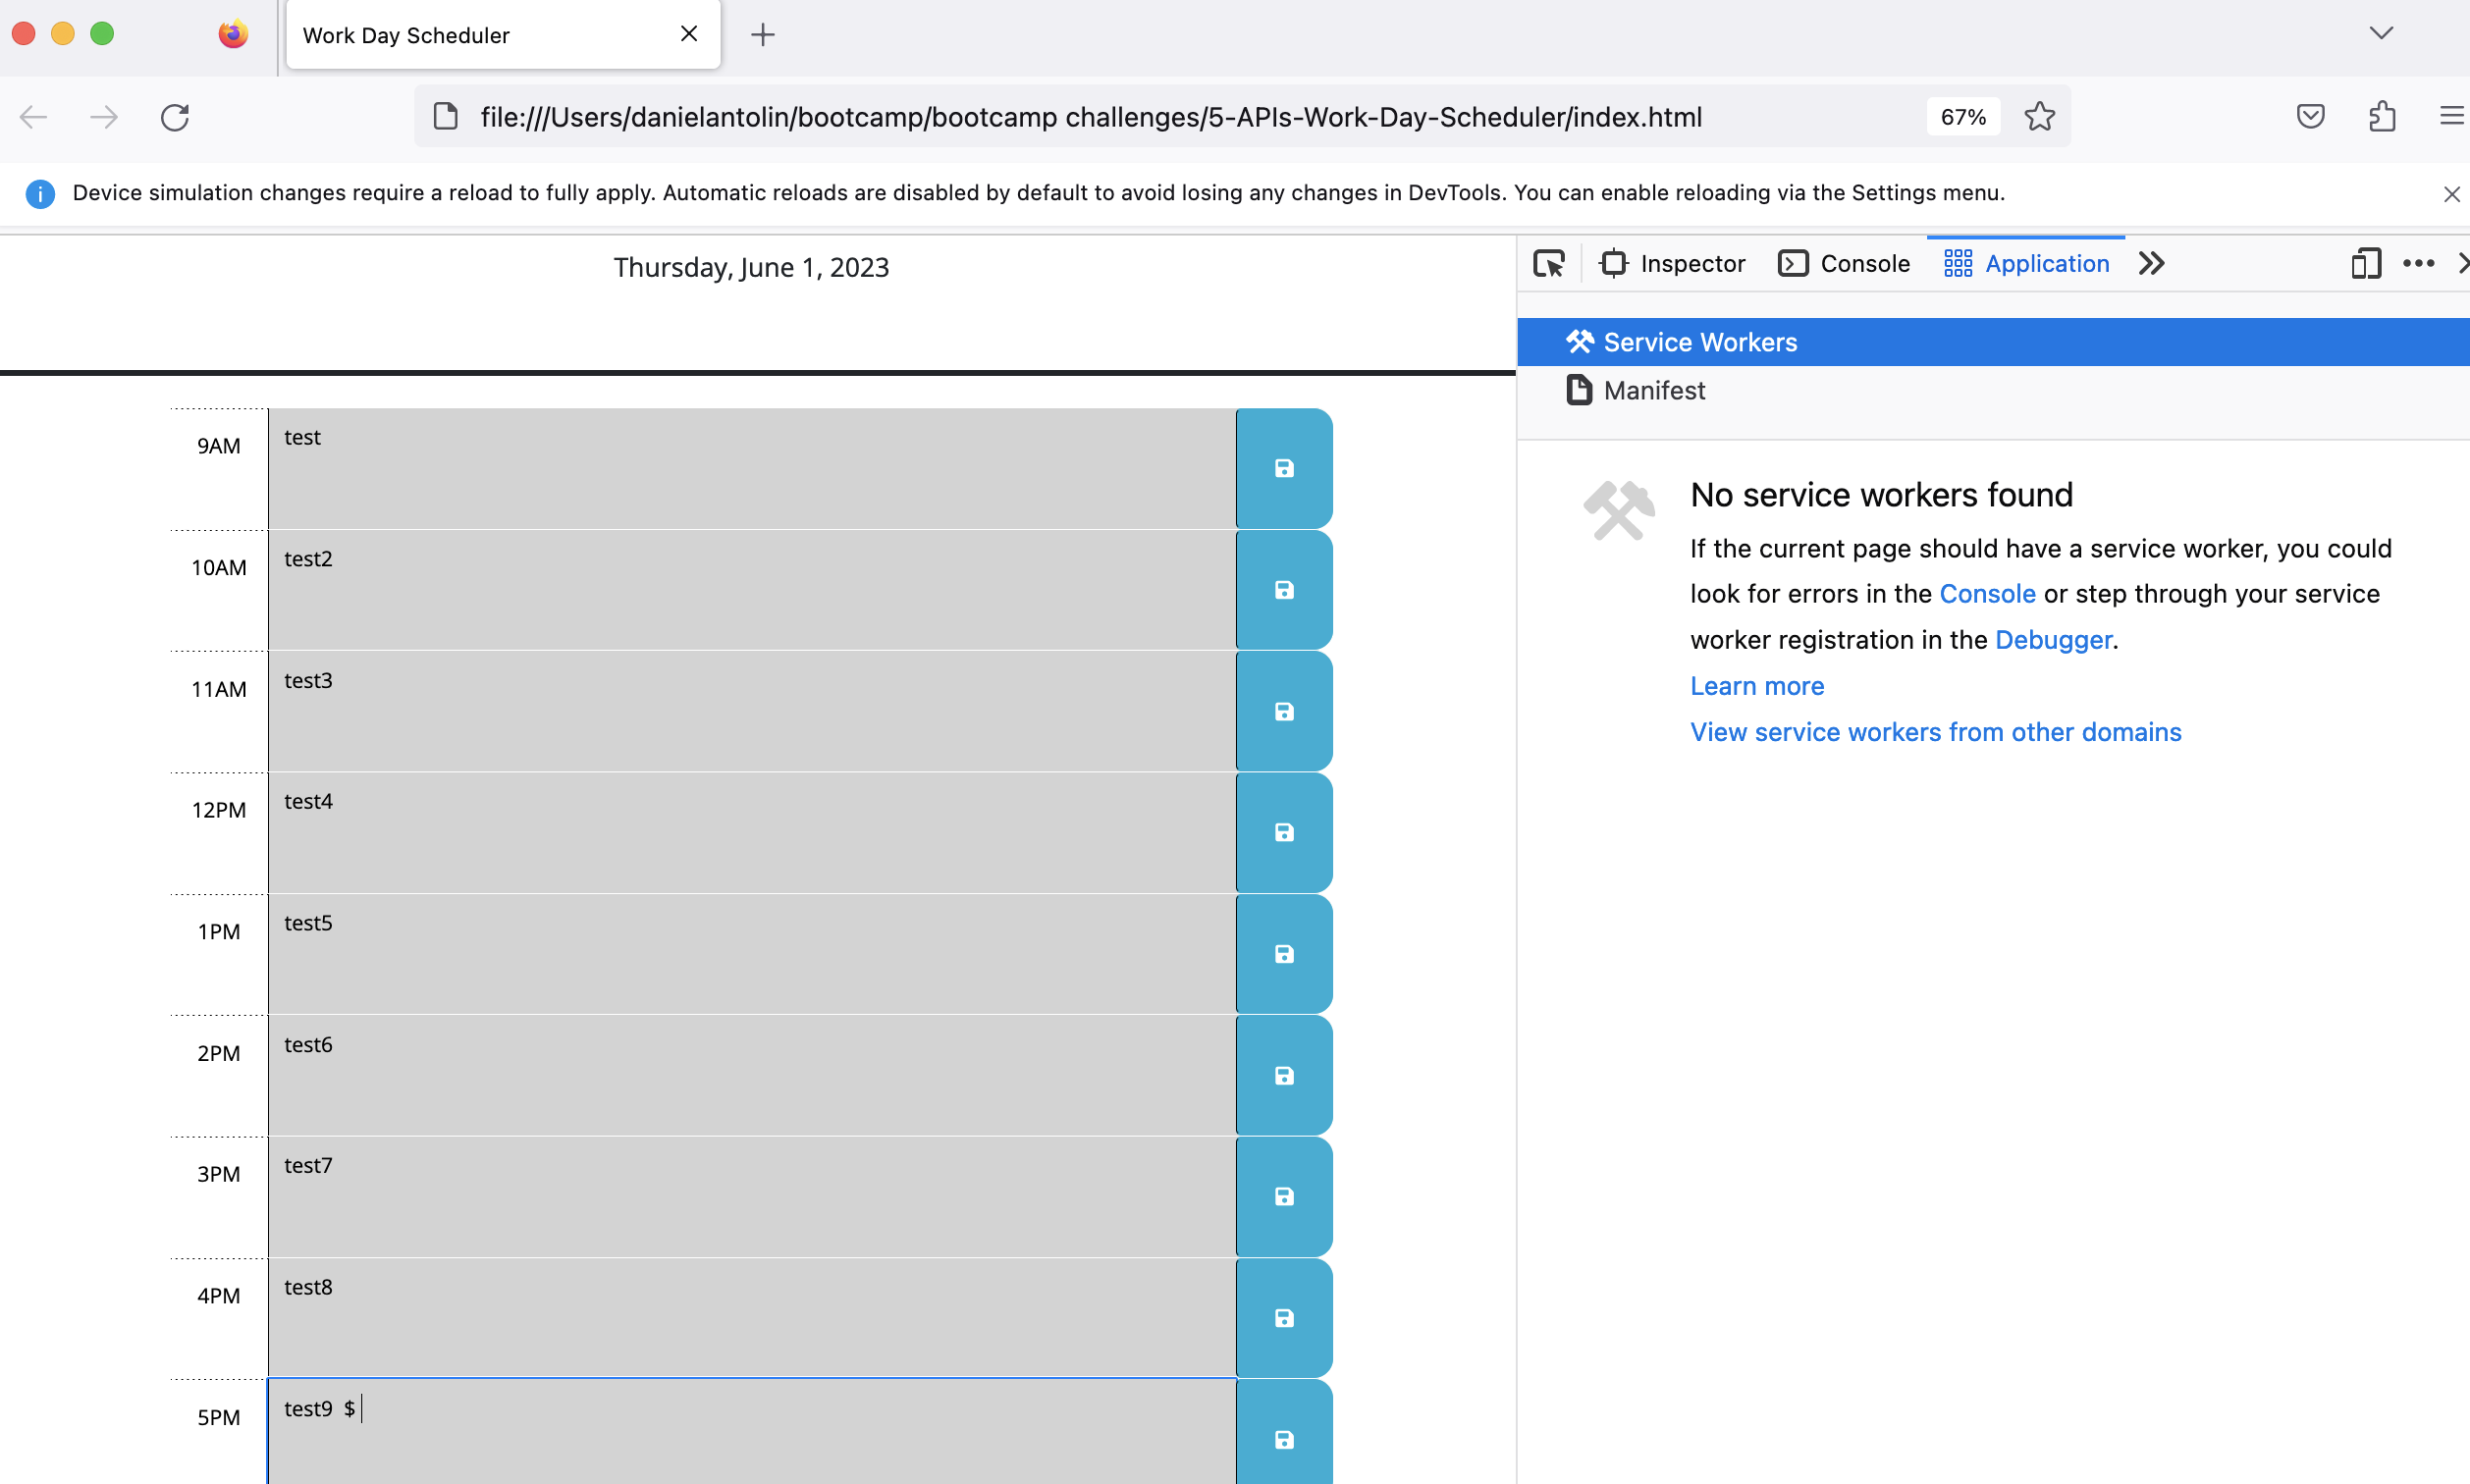 Work Day Scheduler
file:///Users/danielantolin/bootcamp/bootcamp challenges/5-APIs-Work-Day-Scheduler/index.html
67%
Device simulation changes require a reload to fully apply. Automatic reloads are disabled by default to avoid losing any changes in DevTools. You can enable reloading via the Settings menu.
Thursday, June 1, 2023
9AM test
10AM test2
11AM test3
12PM test4
1PM test5
2PM test6
3PM test7
4PM test8
5PM test9 $
Inspector Console Application
Service Workers
Manifest
No service workers found
If the current page should have a service worker, you could
look for errors in the Console or step through your service
worker registration in the Debugger.
Learn more
View service workers from other domains